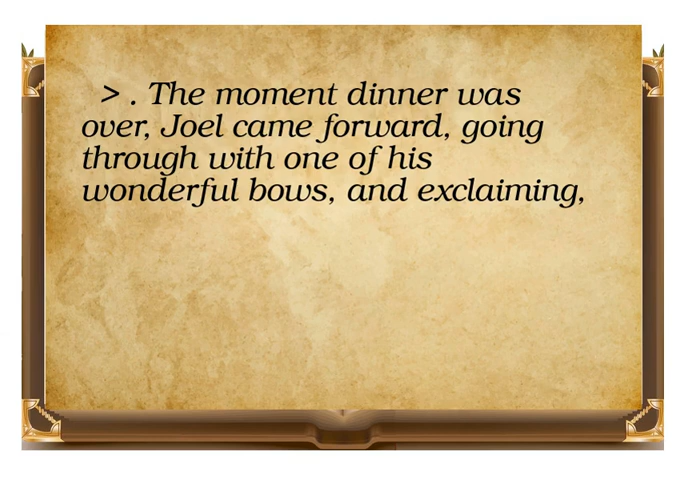 > . The moment dinner was
over, Joel came forward, going
through with one of his
wonderful bows, and exclaiming,